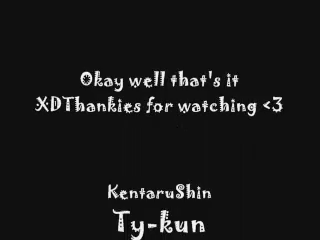 Okay well that's it
XDThankies for watching <3
KentaruShin
Ty-kun